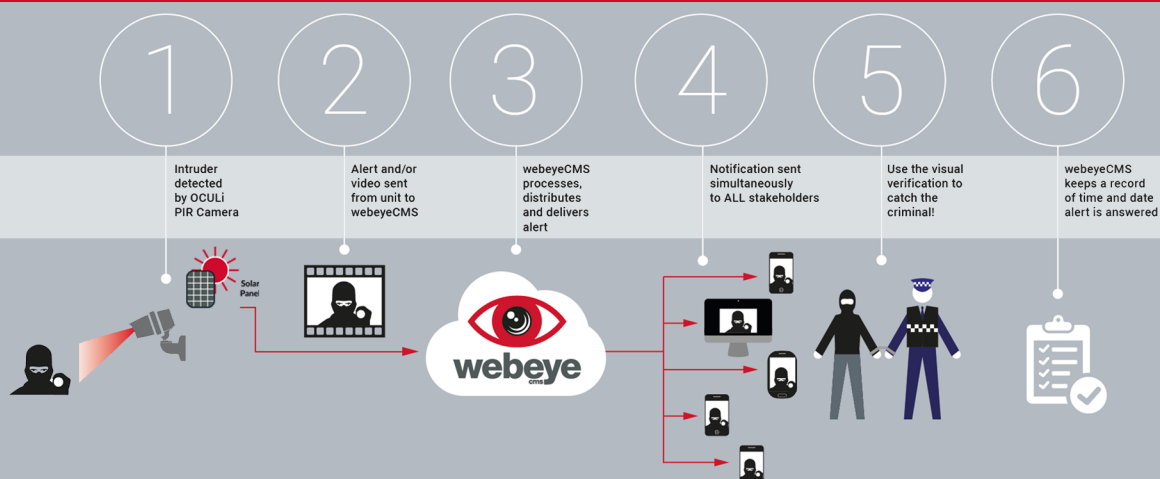 1
2
3
4
5
6
Intruder
detected
by OCULi
PIR Camera
Alert and/or
video sent
from unit to
webeyeCMS
webeyeCMS
processes,
distributes
and delivers
alert
Notification sent
simultaneously
to ALL stakeholders
Use the visual
verification to
catch the
criminal!
webeyeCMS
keeps a record
of time and date
alert is answered
Solar
Panel
webeye
cms